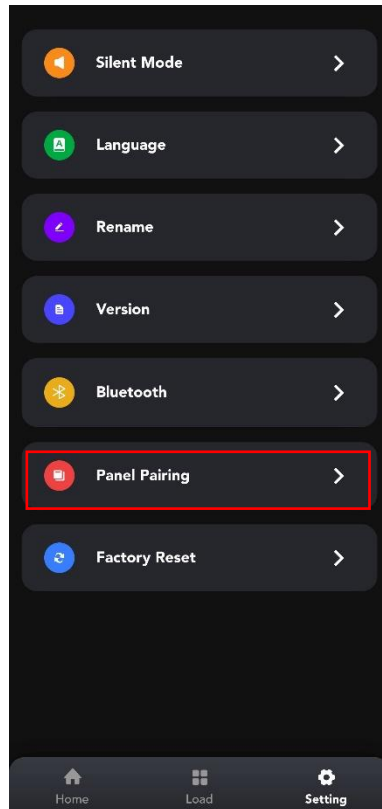 Silent Mode
Language
Rename
Version
Bluetooth
Panel Pairing
Factory Reset
Home Load Setting